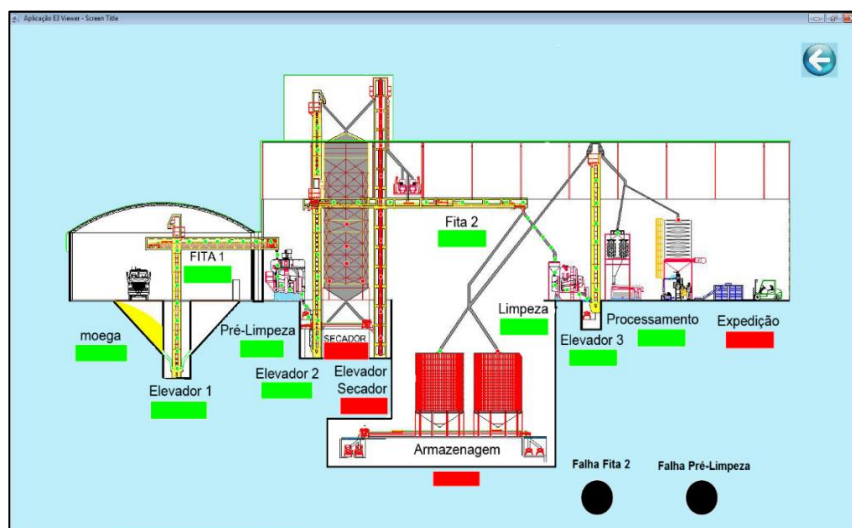 Aplicação E3 Viewer - Screen Title
FITA 1
Fita 2
moega
Pré-Limpeza
SECADOR
Limpeza
Processamento
Expedição
Elevador 1
Elevador 2
Elevador
Secador
Elevador 3
Armazenagem
Falha Fita 2
Falha Pré-Limpeza